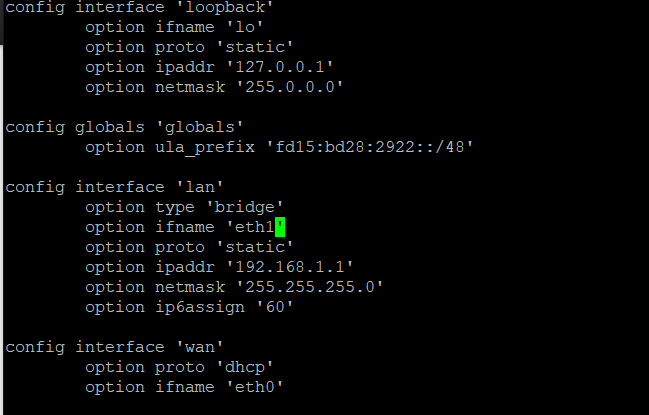 config interface 'loopback'
        option ifname 'lo'
        option proto 'static'
        option ipaddr '127.0.0.1'
        option netmask '255.0.0.0'

config globals 'globals'
        option ula_prefix 'fd15:bd28:2922::/48'

config interface 'lan'
        option type 'bridge'
        option ifname 'eth1'
        option proto 'static'
        option ipaddr '192.168.1.1'
        option netmask '255.255.255.0'
        option ip6assign '60'

config interface 'wan'
        option proto 'dhcp'
        option ifname 'eth0'